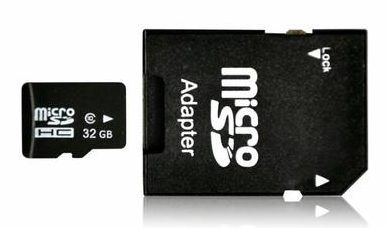 micro
SD
HC
32 GB
micro
SD
Adapter
Lock